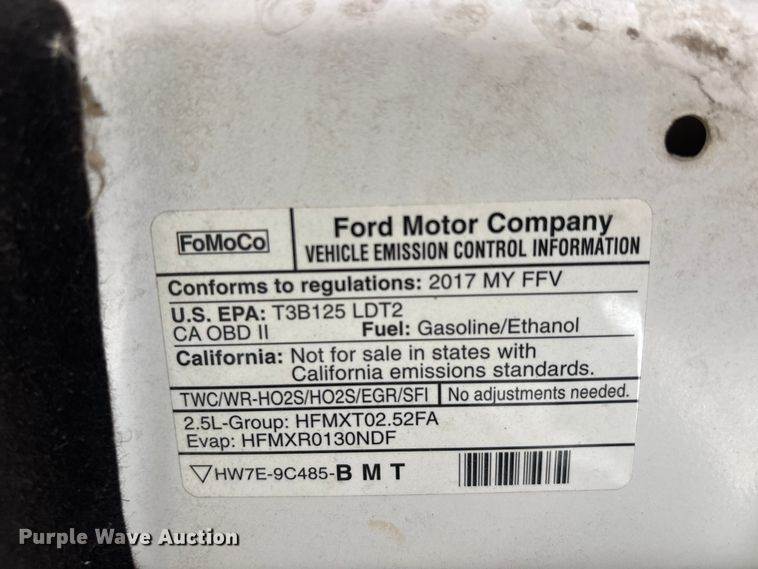 FoMoCo
Ford Motor Company
VEHICLE EMISSION CONTROL INFORMATION
Conforms to regulations: 2017 MY FFV
U.S. EPA: T3B125 LDT2
CA OBD II Fuel: Gasoline/Ethanol
California: Not for sale in states with
California emissions standards.
TWC/WR-HO2S/HO2S/EGR/SFI No adjustments needed.
2.5L-Group: HFMXT02.52FA
Evap: HFMXR0130NDF
HW7E-9C485-B M T
Purple Wave Auction